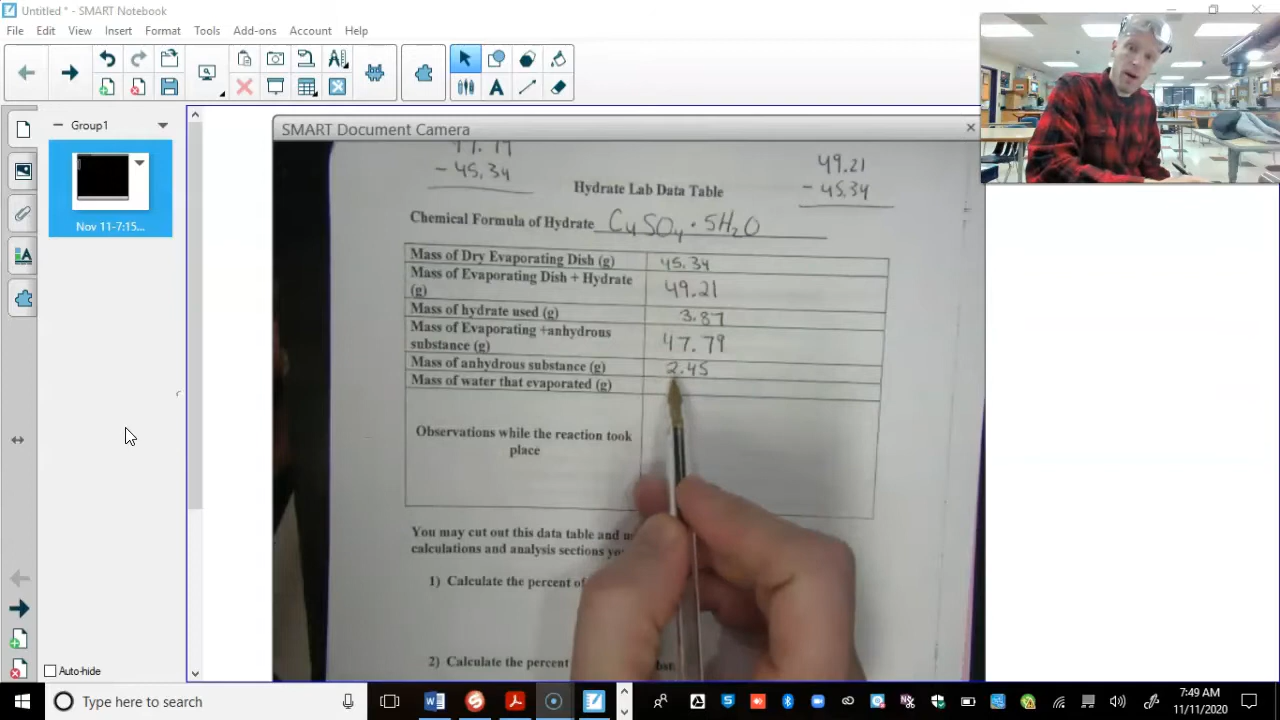 Untitled * - SMART Notebook
File Edit View Insert Format Tools Add-ons Account Help
Group1
Nov 11-7:15...
Auto-hide
SMART Document Camera
- 45.34
49.21
- 45.34
Hydrate Lab Data Table
Chemical Formula of Hydrate CuSO4 · 5H2O
Mass of Dry Evaporating Dish (g) 45.34
Mass of Evaporating Dish + Hydrate
(g) 49.21
Mass of hydrate used (g) 3.87
Mass of Evaporating +anhydrous
substance (g) 47.79
Mass of anhydrous substance (g) 2.45
Mass of water that evaporated (g)
Observations while the reaction took
place
You may cut out this data table and
calculations and analysis sections
1) Calculate the percent of
2) Calculate the percent
Type here to search
7:49 AM
11/11/2020